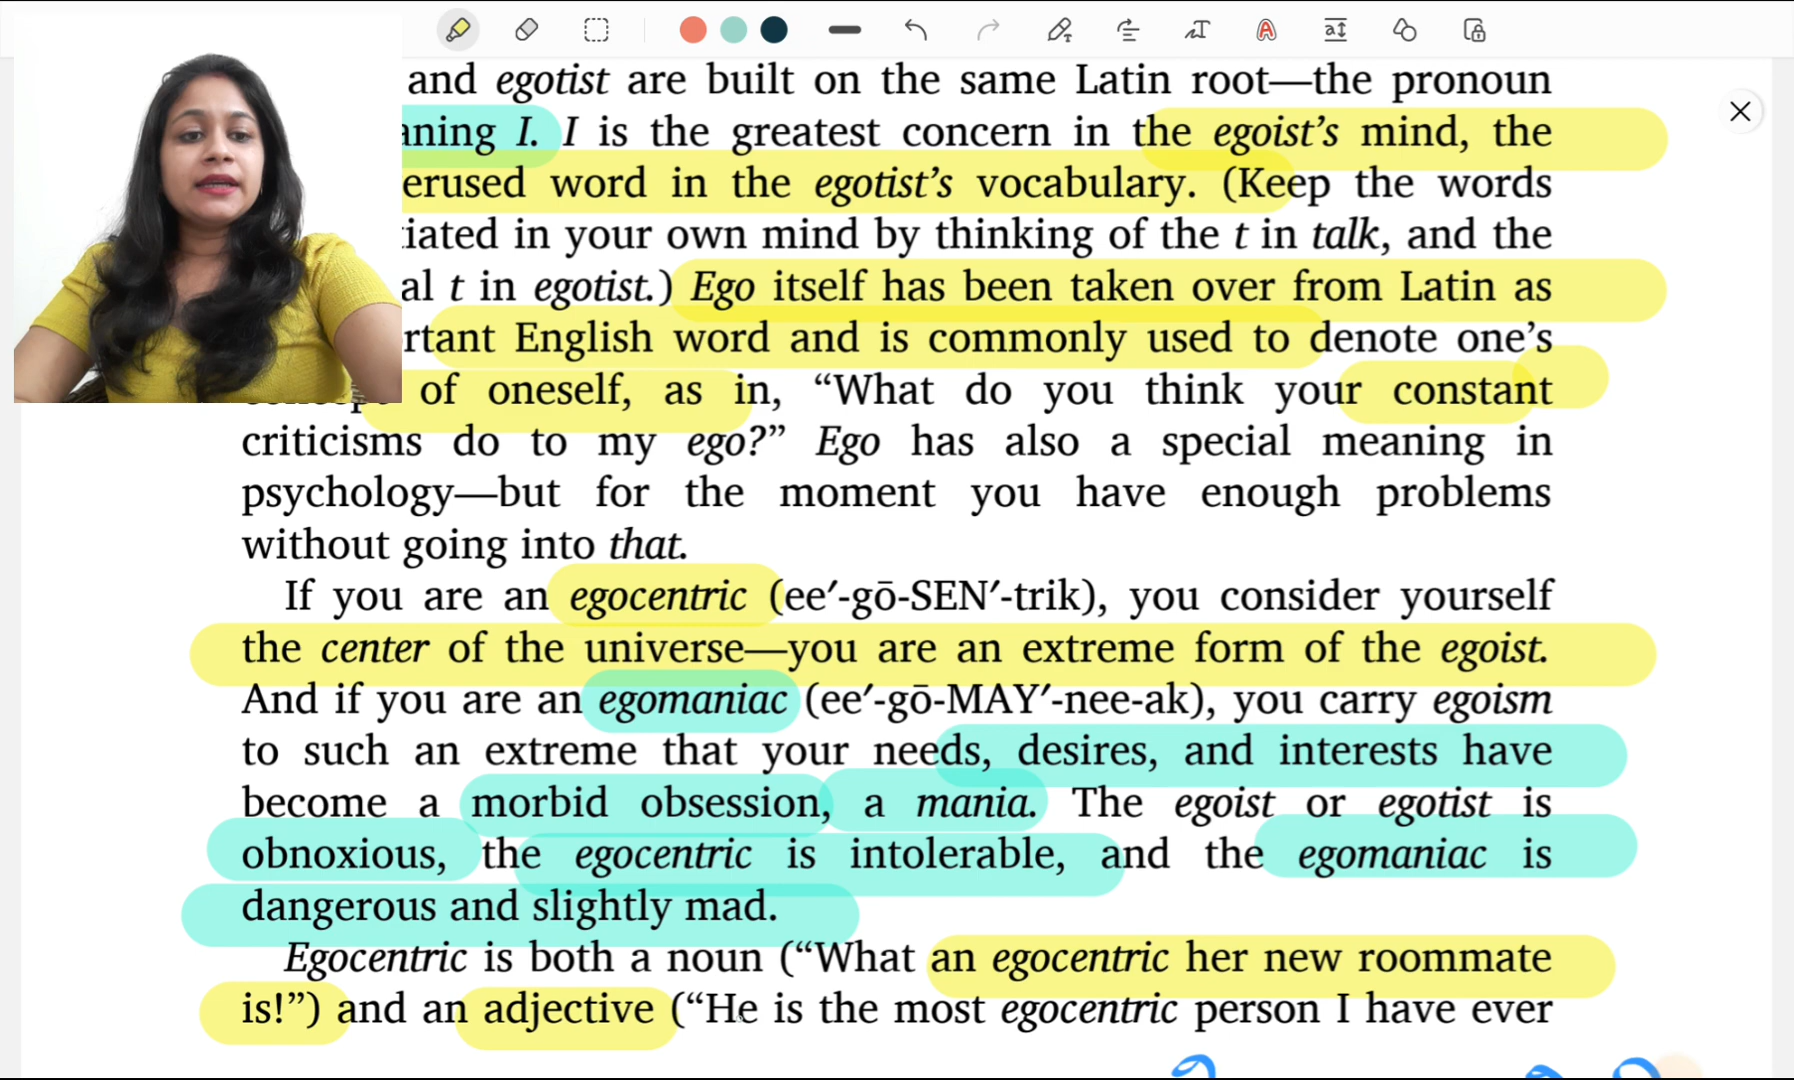 and egotist are built on the same Latin root—the pronoun
I. I is the greatest concern in the egoist’s mind, the
word in the egotist’s vocabulary. (Keep the words
in your own mind by thinking of the t in talk, and the
t in egotist.) Ego itself has been taken over from Latin as
English word and is commonly used to denote one’s
of oneself, as in, “What do you think your constant
criticisms do to my ego?” Ego has also a special meaning in
psychology—but for the moment you have enough problems
without going into that.
If you are an egocentric (ee′-gō-SEN′-trik), you consider yourself
the center of the universe—you are an extreme form of the egoist.
And if you are an egomaniac (ee′-gō-MAY′-nee-ak), you carry egoism
to such an extreme that your needs, desires, and interests have
become a morbid obsession, a mania. The egoist or egotist is
obnoxious, the egocentric is intolerable, and the egomaniac is
dangerous and slightly mad.
Egocentric is both a noun (“What an egocentric her new roommate
is!”) and an adjective (“He is the most egocentric person I have ever